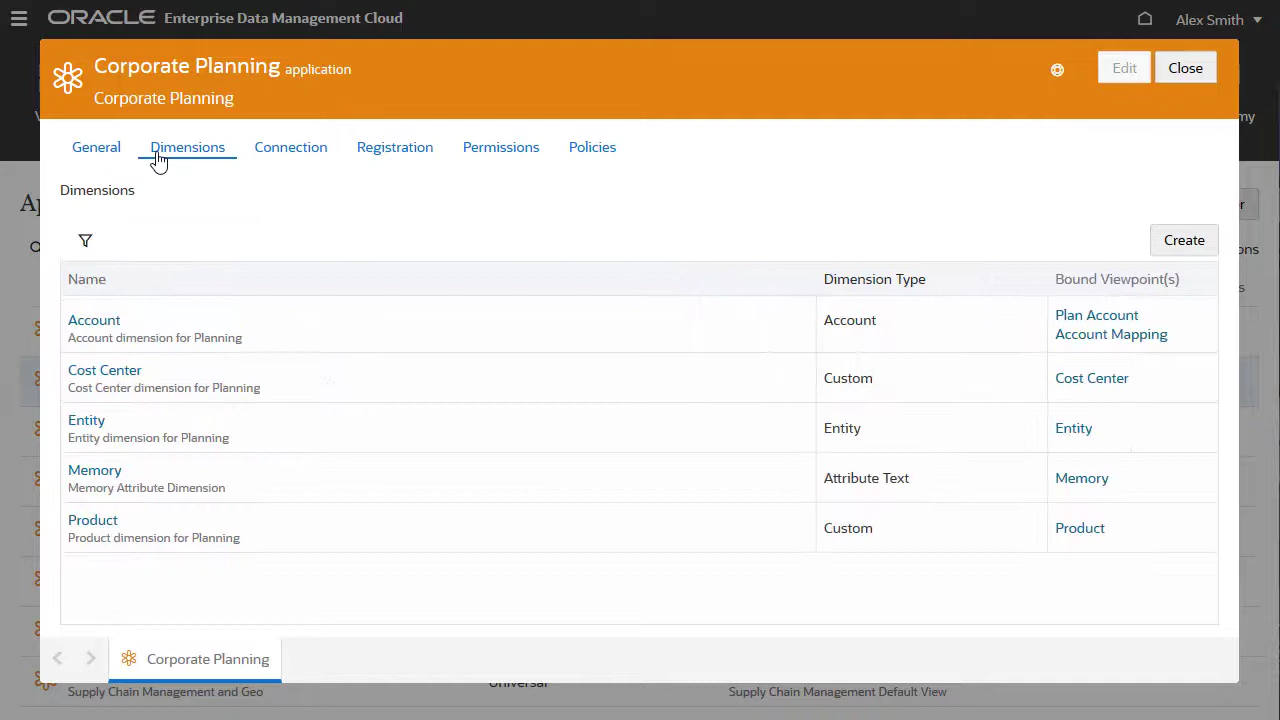 ORACLE Enterprise Data Management Cloud
Alex Smith
Corporate Planning application
Corporate Planning
Edit
Close
General
Dimensions
Connection
Registration
Permissions
Policies
Dimensions
Create
Name
Dimension Type
Bound Viewpoint(s)
Account
Account dimension for Planning
Account
Plan Account
Account Mapping
Cost Center
Cost Center dimension for Planning
Custom
Cost Center
Entity
Entity dimension for Planning
Entity
Entity
Memory
Memory Attribute Dimension
Attribute Text
Memory
Product
Product dimension for Planning
Custom
Product
Corporate Planning
Supply Chain Management and Geo
Universal
Supply Chain Management Default View